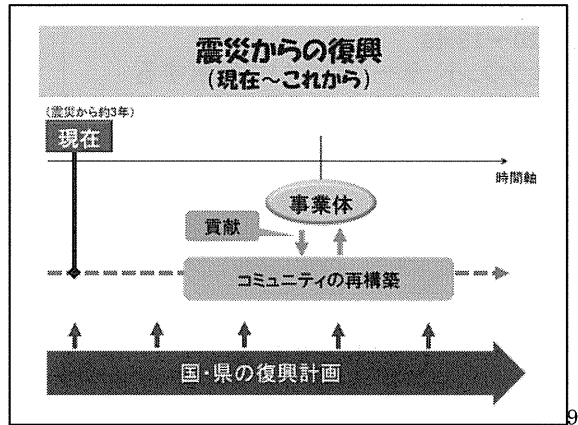 震災からの復興
(現在～これから)
(震災から約3年)
現在
時間軸
事業体
貢献
コミュニティの再構築
国・県の復興計画
9